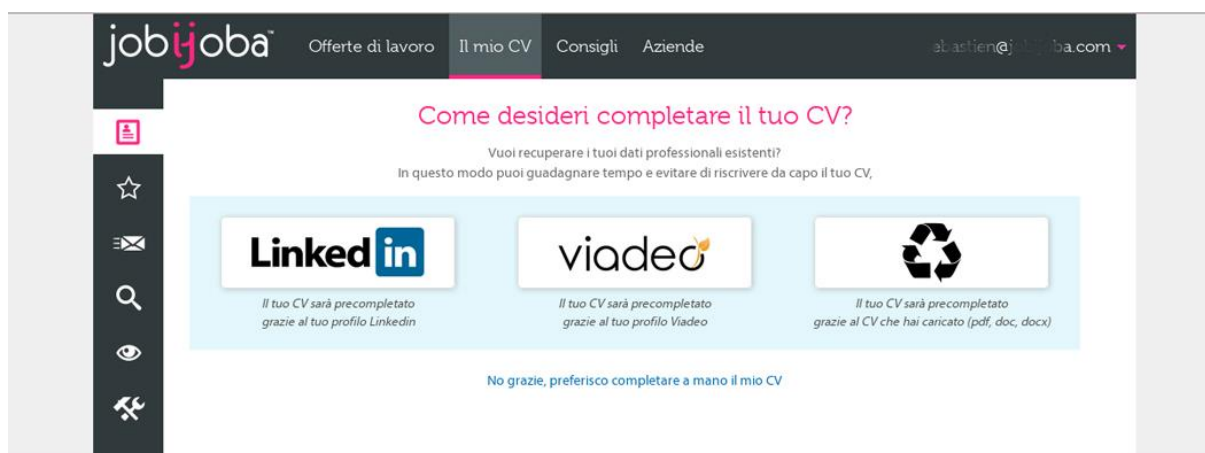 jobijoba™
Offerte di lavoro Il mio CV Consigli Aziende
Come desideri completare il tuo CV?
Vuoi recuperare i tuoi dati professionali esistenti?
In questo modo puoi guadagnare tempo e evitare di riscrivere da capo il tuo CV,
Linked in
Il tuo CV sarà precompletato
grazie al tuo profilo Linkedin
viadeo
Il tuo CV sarà precompletato
grazie al tuo profilo Viadeo
Il tuo CV sarà precompletato
grazie al CV che hai caricato (pdf, doc, docx)
No grazie, preferisco completare a mano il mio CV